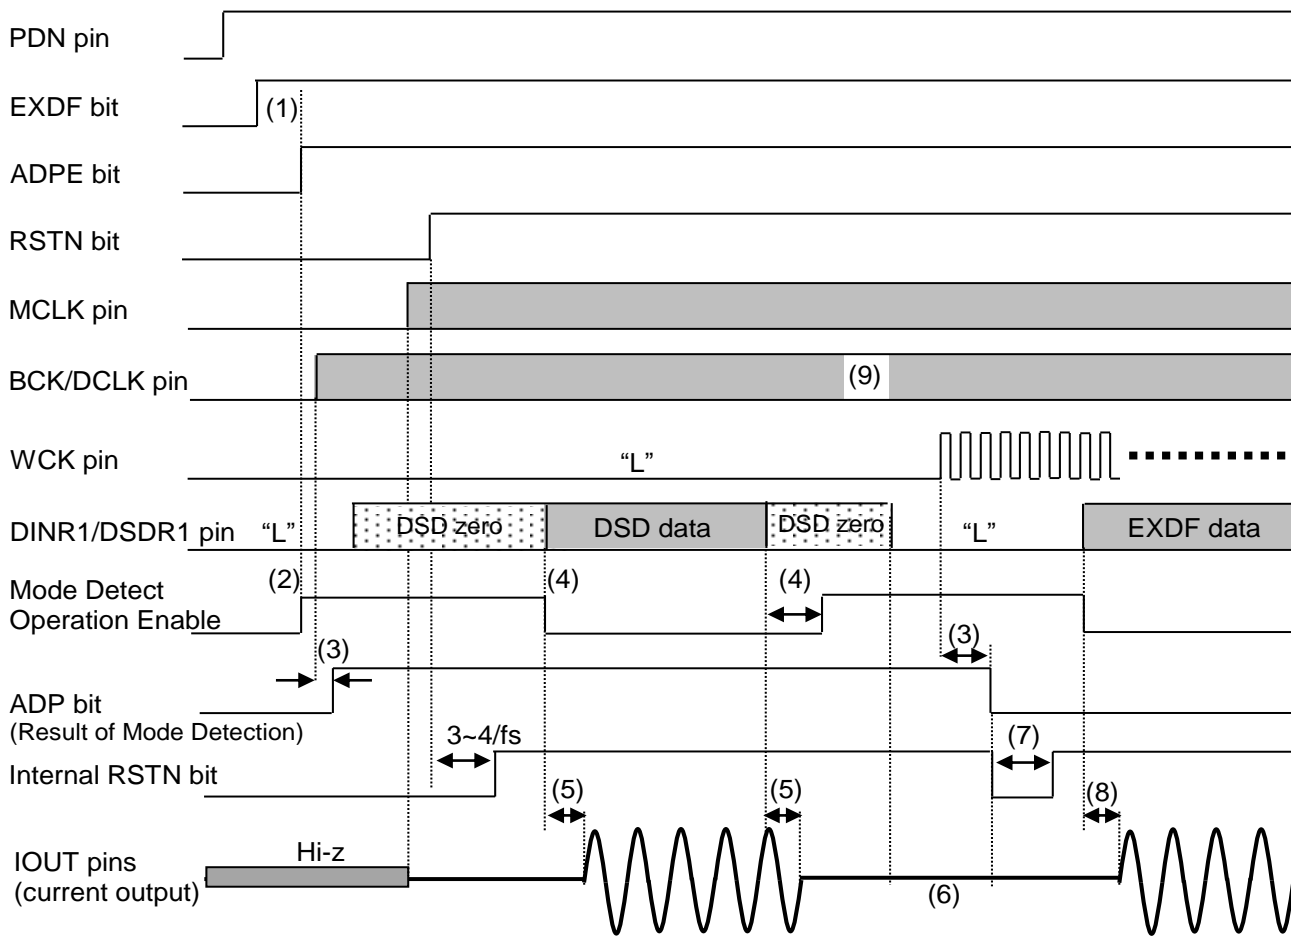 PDN pin
EXDF bit
(1)
ADPE bit
RSTN bit
MCLK pin
BCK/DCLK pin
(9)
WCK pin
“L”
DINR1/DSDR1 pin
“L”
DSD zero
DSD data
DSD zero
“L”
EXDF data
Mode Detect
Operation Enable
(2)
(4)
(4)
(3)
(3)
ADP bit
(Result of Mode Detection)
3~4/fs
(7)
Internal RSTN bit
(5)
(5)
(8)
IOUT pins
(current output)
Hi-z
(6)